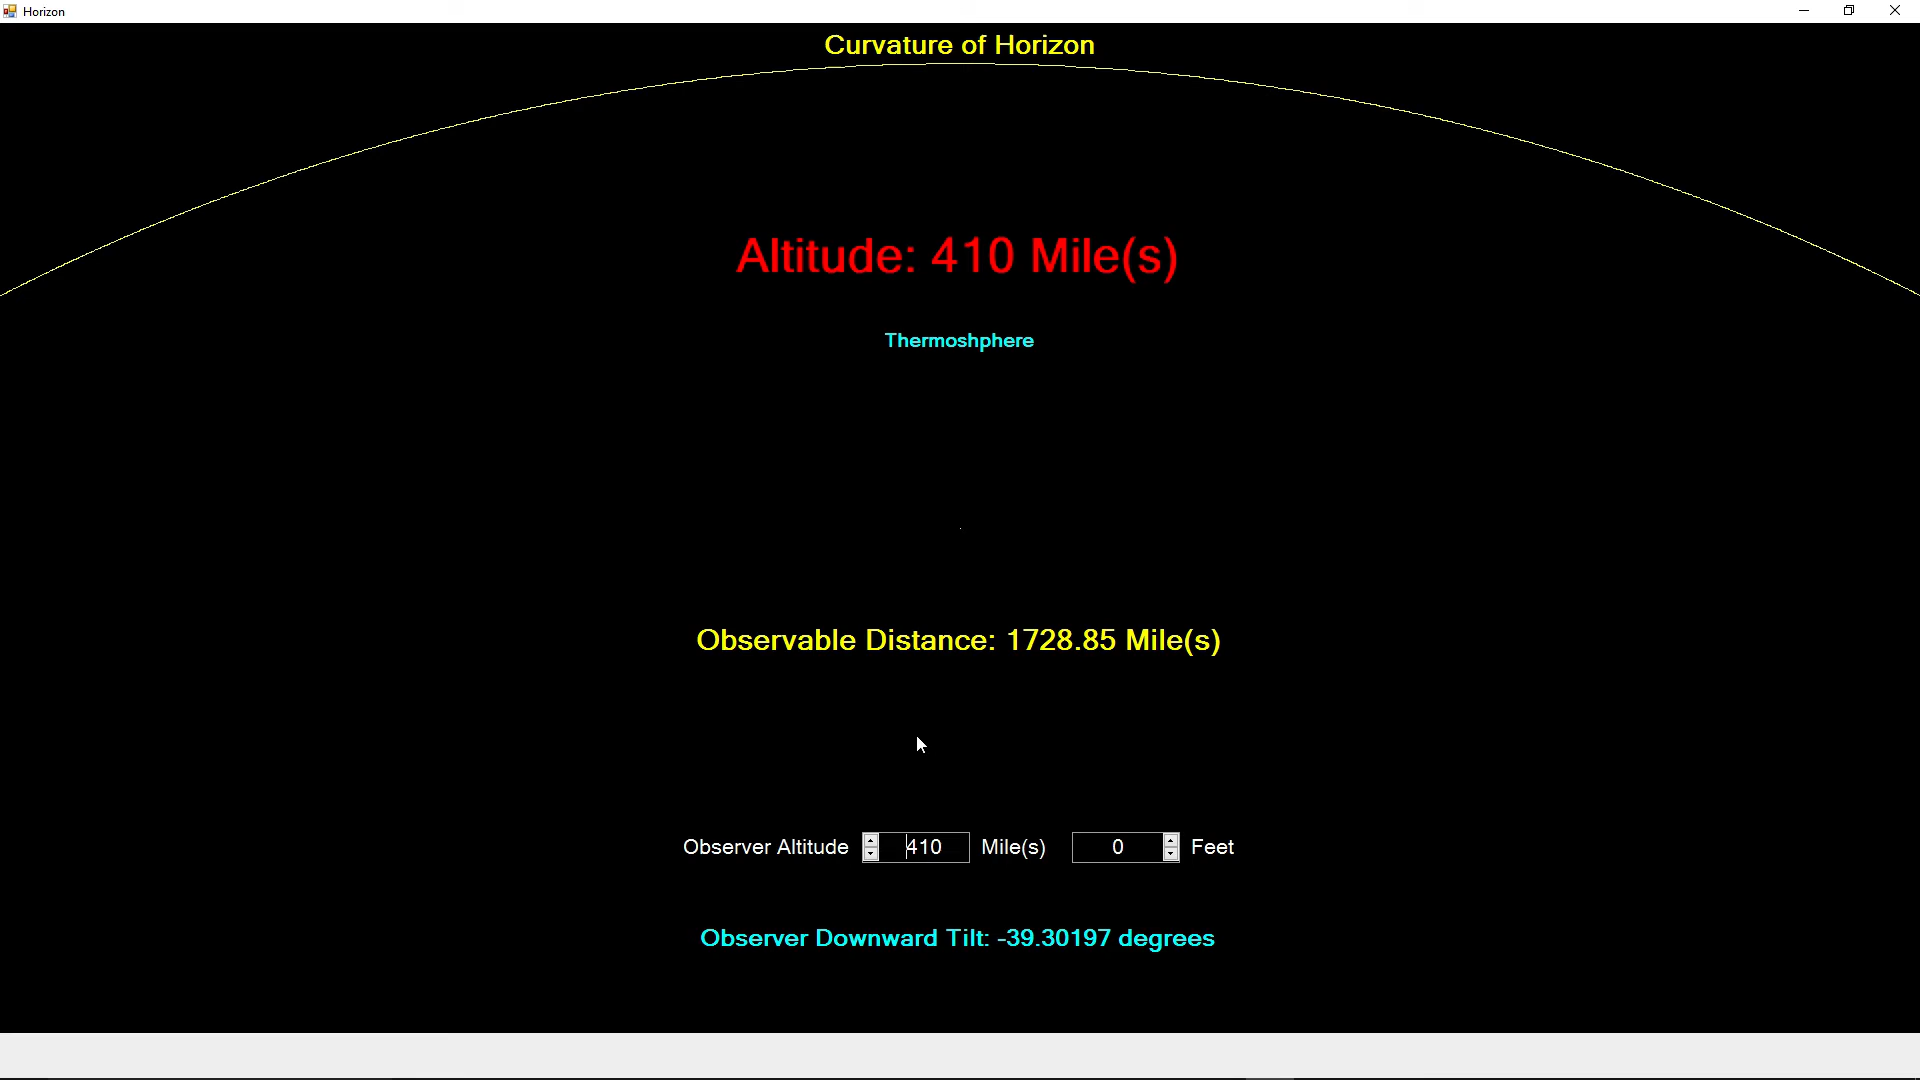 Horizon
Curvature of Horizon
Altitude: 410 Mile(s)
Thermoshphere
Observable Distance: 1728.85 Mile(s)
Observer Altitude 410 Mile(s) 0 Feet
Observer Downward Tilt: -39.30197 degrees